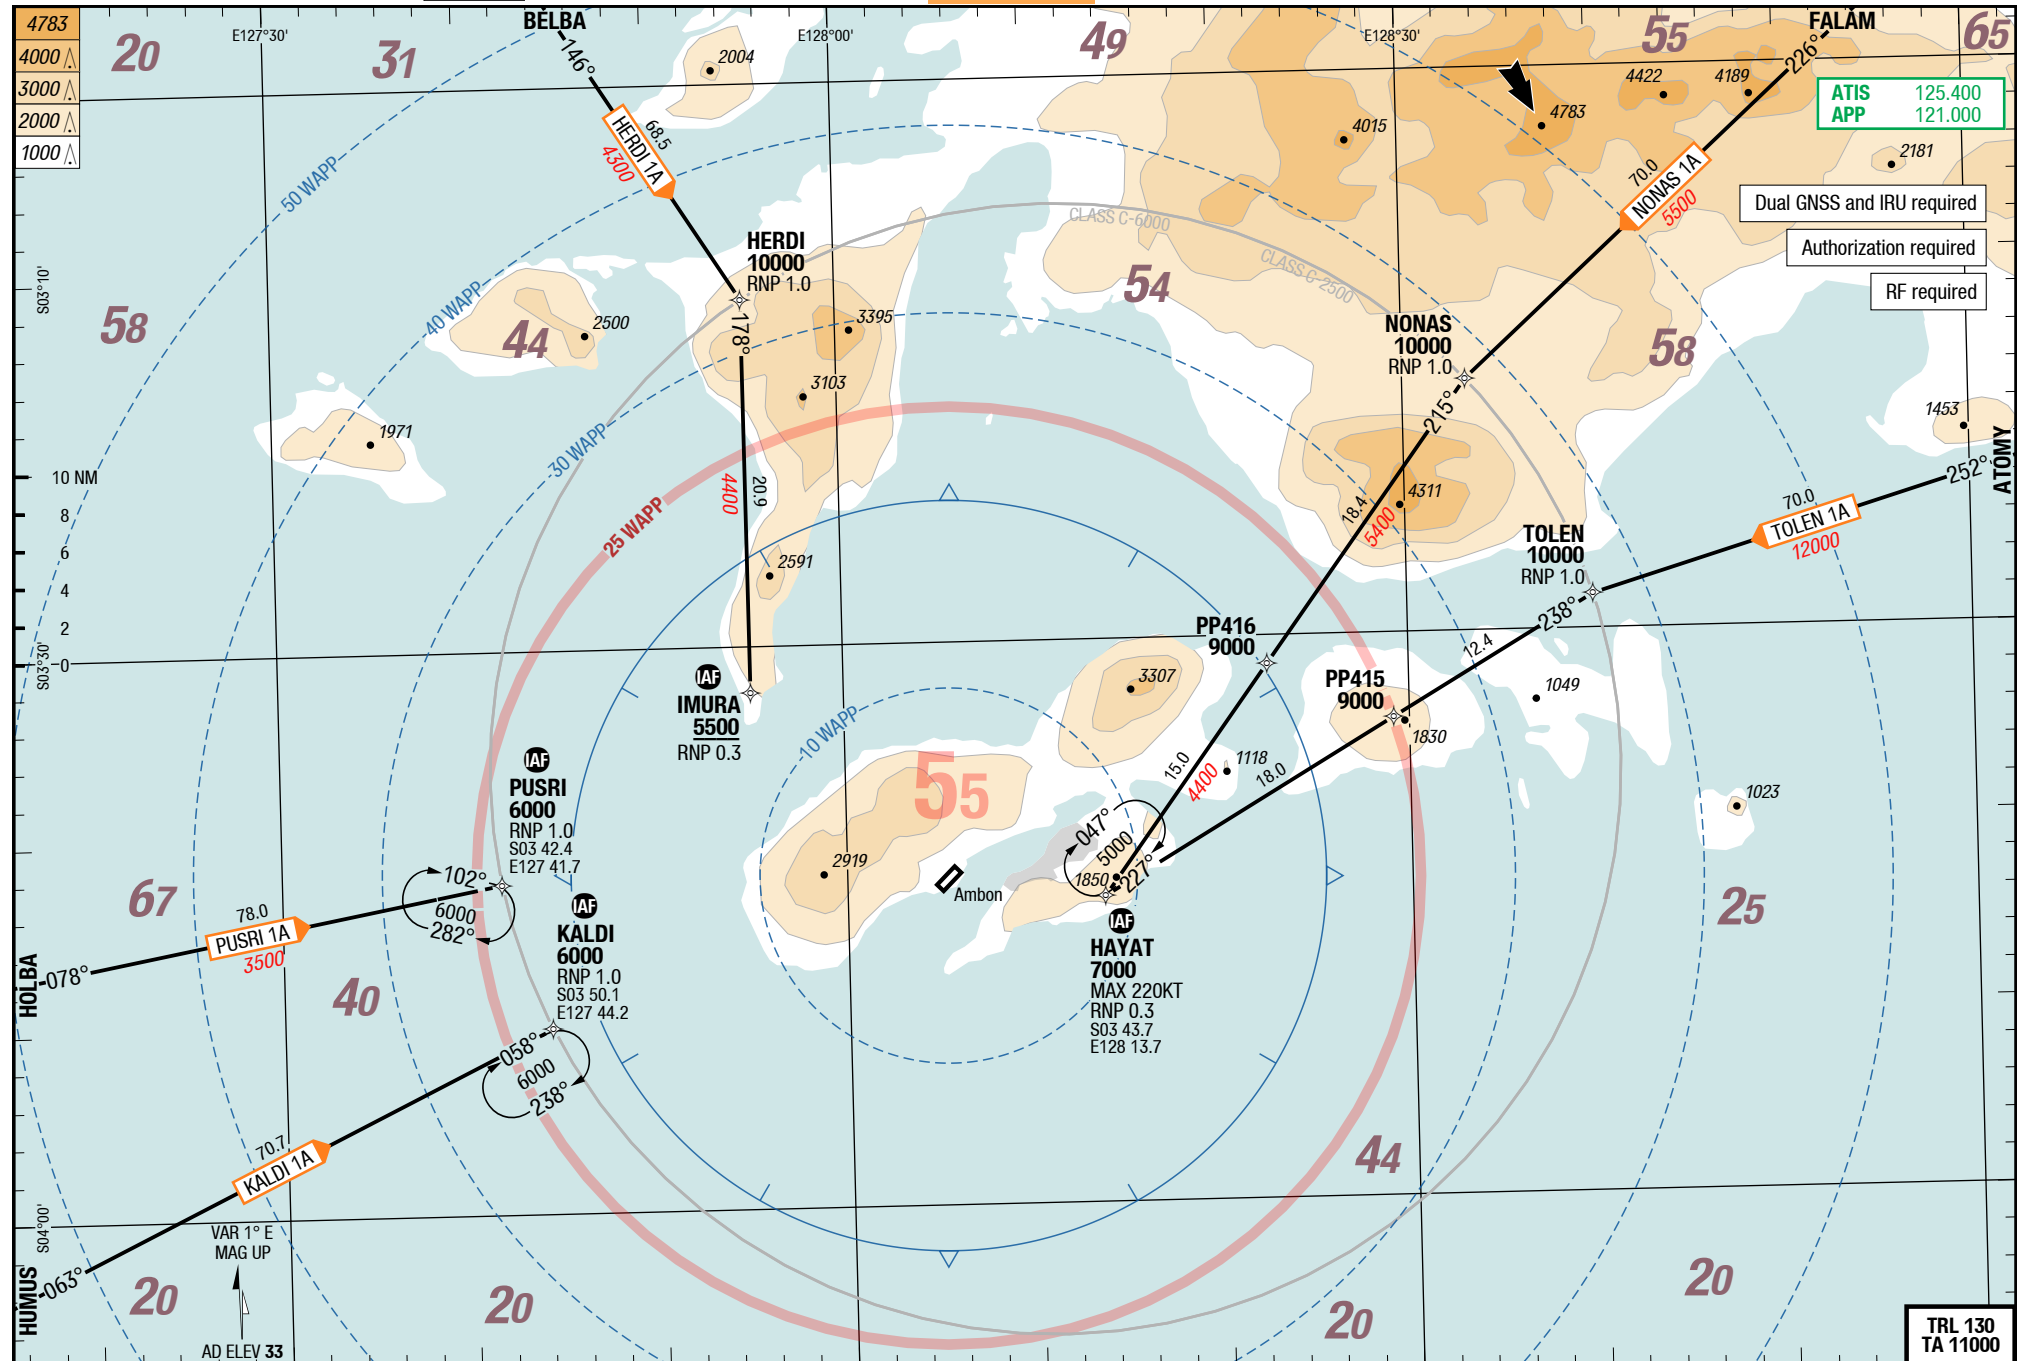 BELBA
FALAM
4783
4000
3000
2000
1000
20
E127°30'
31
146°
2004
E128°00'
49
E128°30'
55
65
226°
4422
4189
4783
4015
ATIS 125.400
APP 121.000
2181
HERDI 1A
68.5
4300
50 WAPP
70.0
NONAS 1A
5500
Dual GNSS and IRU required
Authorization required
RF required
CLASS C-6000
CLASS C-2500
HERDI
10000
RNP 1.0
S03°10'
58
40 WAPP
44
2500
178°
3395
3103
54
NONAS
10000
RNP 1.0
58
215°
1453
1971
30 WAPP
ATOMY
252°
10 NM
8
6
4
2
0
S03°30'
4400
20.9
25 WAPP
2591
18.4
5400
4311
70.0
TOLEN 1A
12000
TOLEN
10000
RNP 1.0
238°
12.4
PP416
9000
3307
PP415
9000
1049
1830
IAF
IMURA
5500
RNP 0.3
10 WAPP
55
15.0
4400
1118
18.0
1023
IAF
PUSRI
6000
RNP 1.0
S03 42.4
E127 41.7
047°
5000
227°
1850
2919
Ambon
67
102°
6000
282°
78.0
PUSRI 1A
3500
HOLBA
078°
25
IAF
KALDI
6000
RNP 1.0
S03 50.1
E127 44.2
IAF
HAYAT
7000
MAX 220KT
RNP 0.3
S03 43.7
E128 13.7
40
058°
6000
238°
70.7
KALDI 1A
44
S04°00'
VAR 1° E
MAG UP
HUMUS
063°
20
20
20
20
AD ELEV 33
TRL 130
TA 11000